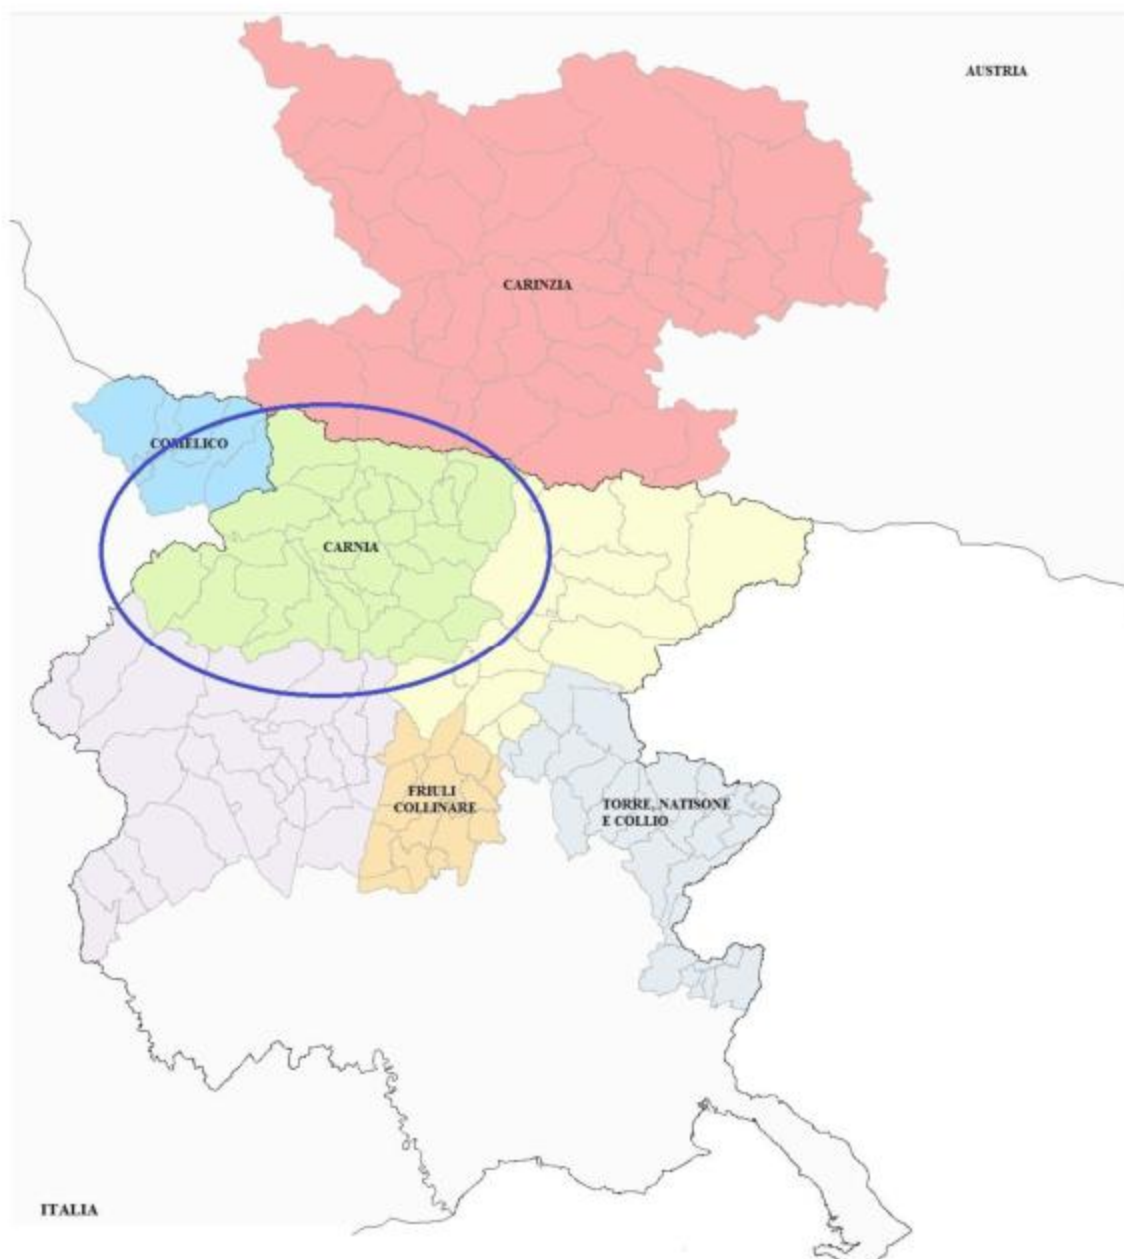 AUSTRIA
CARINZIA
COMELICO
CARNIA
FRIULI
COLLINARE
TORRE, NATISONE
E COLLIO
ITALIA